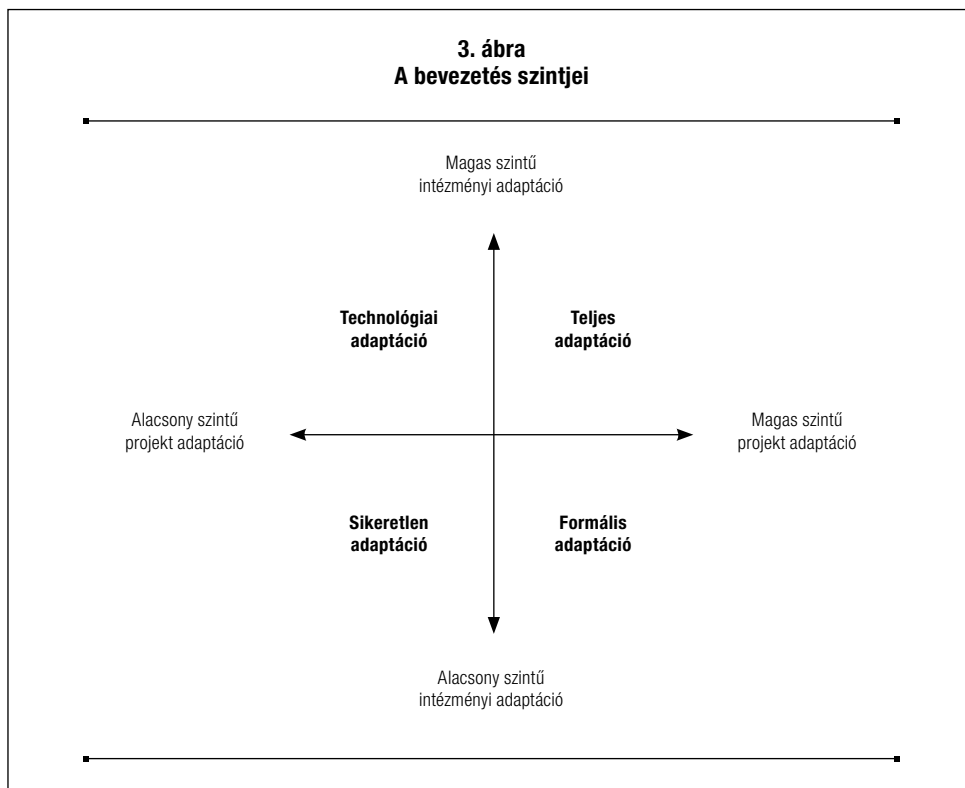 3. ábra
A bevezetés szintjei
Magas szintű
intézményi adaptáció
Technológiai
adaptáció
Teljes
adaptáció
Alacsony szintű
projekt adaptáció
Magas szintű
projekt adaptáció
Sikeretlen
adaptáció
Formális
adaptáció
Alacsony szintű
intézményi adaptáció